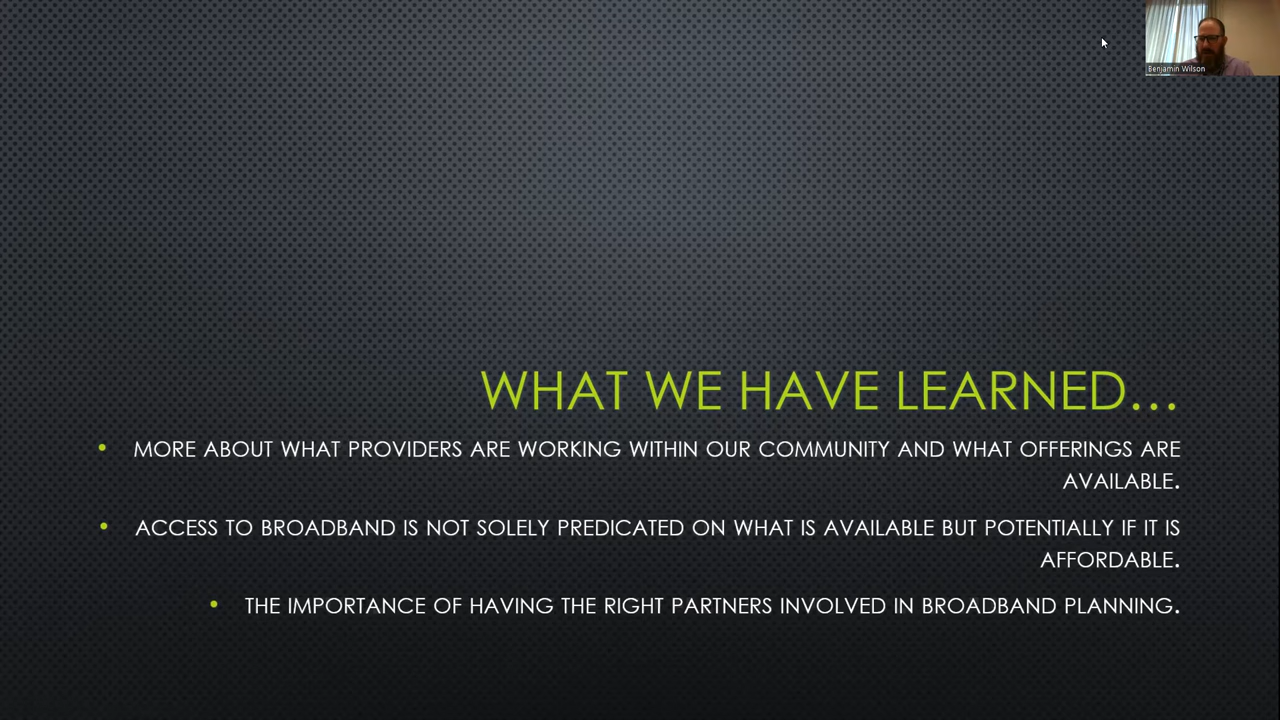 Benjamin Wilson
WHAT WE HAVE LEARNED...
• MORE ABOUT WHAT PROVIDERS ARE WORKING WITHIN OUR COMMUNITY AND WHAT OFFERINGS ARE
AVAILABLE.
• ACCESS TO BROADBAND IS NOT SOLELY PREDICATED ON WHAT IS AVAILABLE BUT POTENTIALLY IF IT IS
AFFORDABLE.
• THE IMPORTANCE OF HAVING THE RIGHT PARTNERS INVOLVED IN BROADBAND PLANNING.